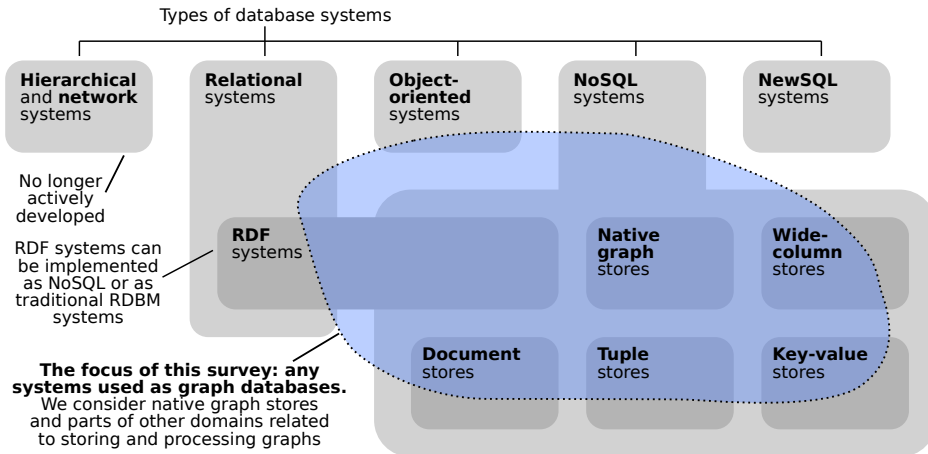 Types of database systems
Hierarchical
and network
systems
Relational
systems
Object-
oriented
systems
NoSQL
systems
NewSQL
systems
No longer
actively
developed
RDF systems can
be implemented
as NoSQL or as
traditional RDBM
systems
RDF
systems
Native
graph
stores
Wide-
column
stores
The focus of this survey: any
systems used as graph databases.
We consider native graph stores
and parts of other domains related
to storing and processing graphs
Document
stores
Tuple
stores
Key-value
stores